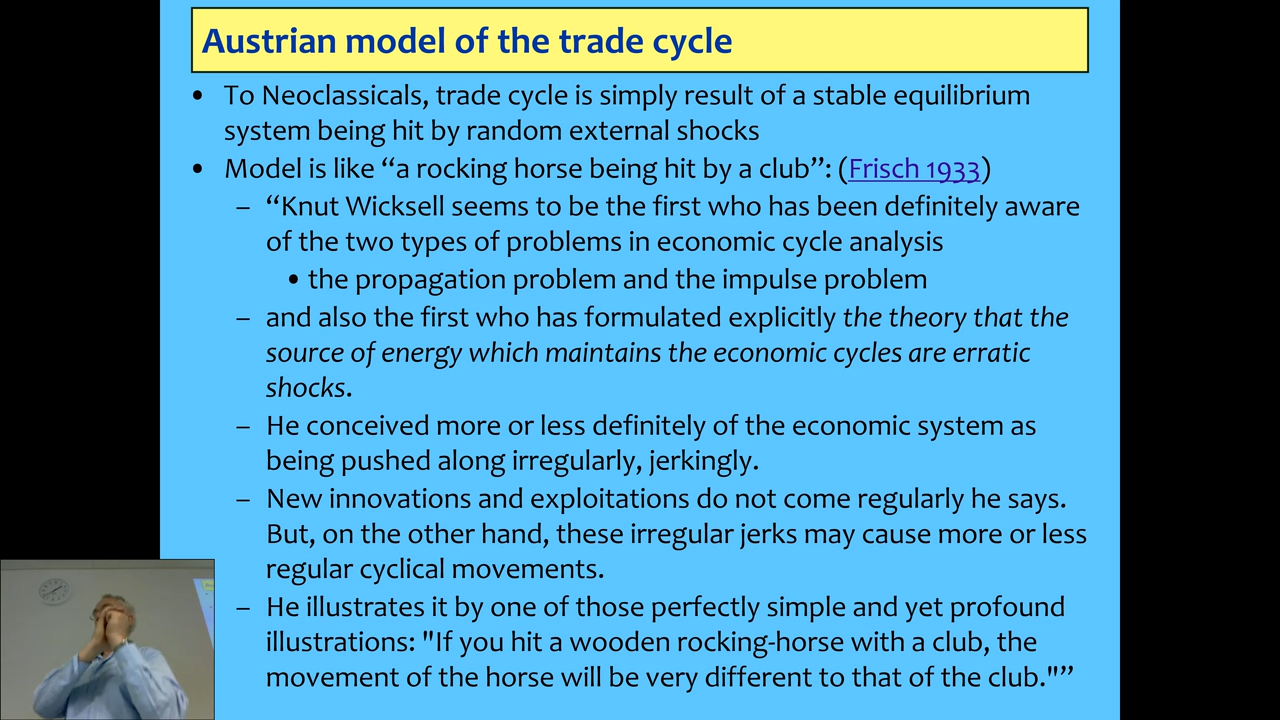 Austrian model of the trade cycle
• To Neoclassicals, trade cycle is simply result of a stable equilibrium
system being hit by random external shocks
• Model is like “a rocking horse being hit by a club”: (Frisch 1933)
– “Knut Wicksell seems to be the first who has been definitely aware
of the two types of problems in economic cycle analysis
• the propagation problem and the impulse problem
– and also the first who has formulated explicitly the theory that the
source of energy which maintains the economic cycles are erratic
shocks.
– He conceived more or less definitely of the economic system as
being pushed along irregularly, jerkingly.
– New innovations and exploitations do not come regularly he says.
But, on the other hand, these irregular jerks may cause more or less
regular cyclical movements.
– He illustrates it by one of those perfectly simple and yet profound
illustrations: "If you hit a wooden rocking-horse with a club, the
movement of the horse will be very different to that of the club."”